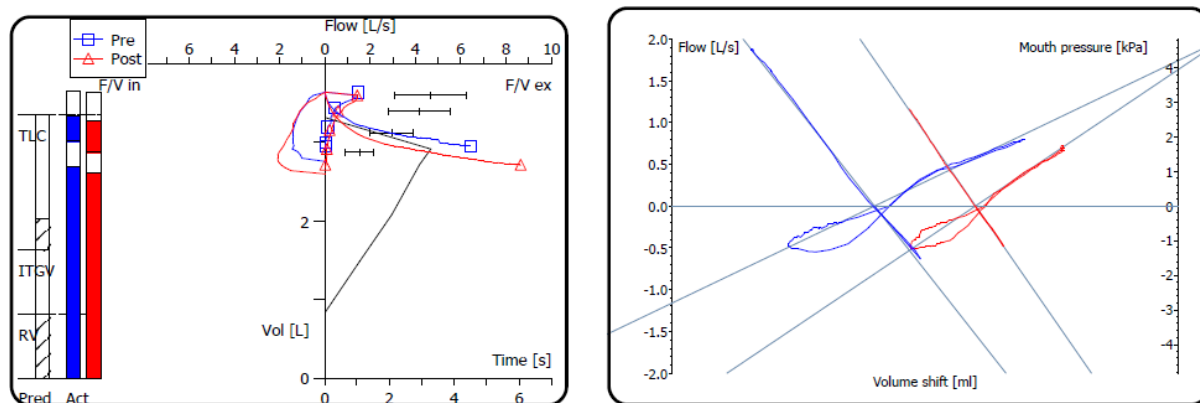 Flow [L/s]
Pre
Post
6 4 2 0 2 4 6 8 10
F/V in
F/V ex
TLC
2
ITGV
RV
Vol [L]
Time [s]
0
Pred Act
0 2 4 6
2.0
1.5
1.0
0.5
0.0
-0.5
-1.0
-1.5
-2.0
Flow [L/s]
Mouth pressure [kPa]
4
3
2
1
0
-1
-2
-3
-4
Volume shift [ml]